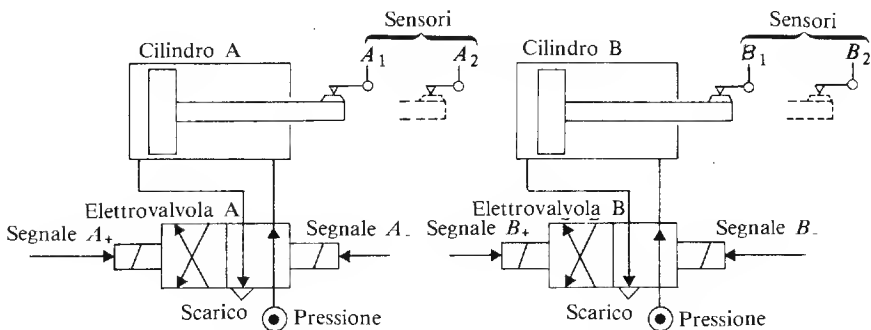 Sensori
Sensori
Cilindro A
A₁
A₂
Cilindro B
B₁
B₂
Elettrovalvola A
Elettrovalvola B
Segnale A₊
Segnale A₋
Segnale B₊
Segnale B₋
Scarico
Pressione
Scarico
Pressione